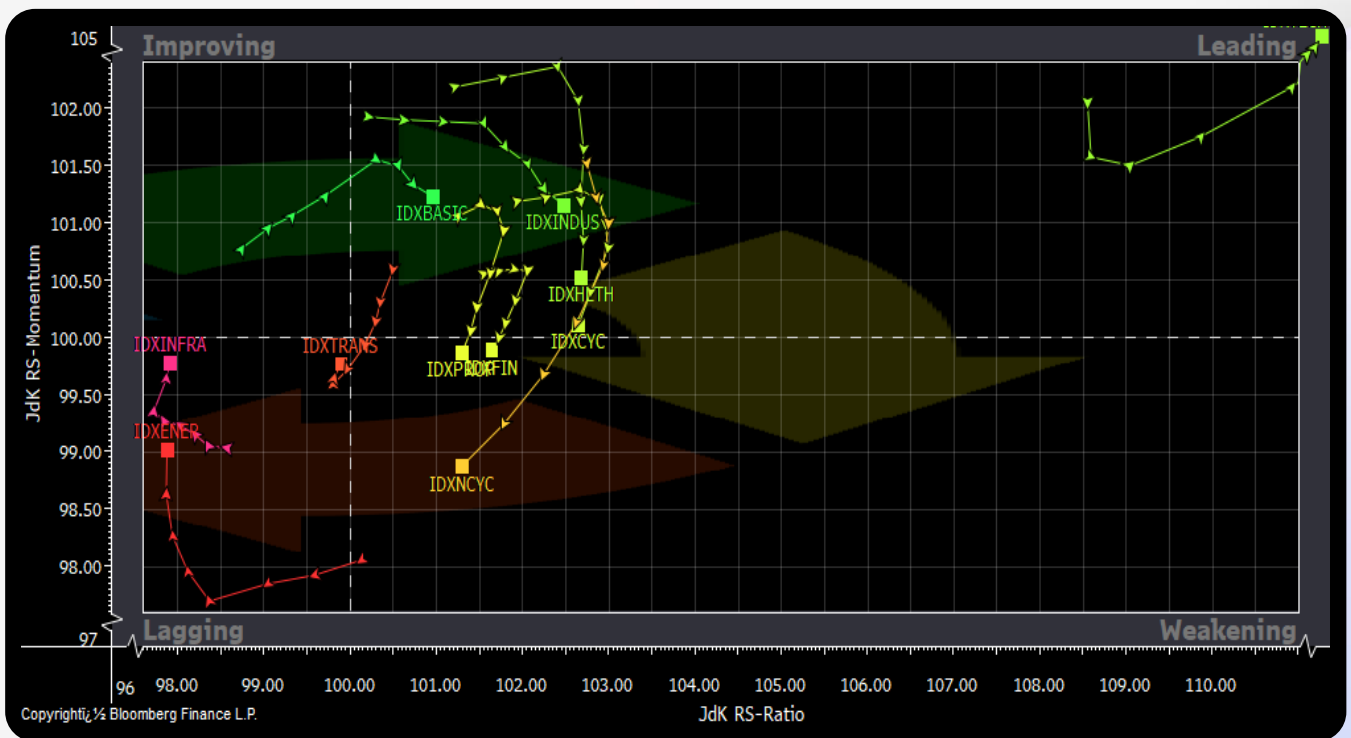 105
Improving
Leading
102.00
101.50
101.00
100.50
100.00
99.50
99.00
98.50
98.00
97
JdK RS-Momentum
IDXBASIC
IDXINDUS
IDXHLTH
IDXCYC
IDXINFRA
IDXTRANS
IDXFIN
IDXENER
IDXNCYC
Lagging
Weakening
96 98.00 99.00 100.00 101.00 102.00 103.00 104.00 105.00 106.00 107.00 108.00 109.00 110.00
Copyrightï¿½ Bloomberg Finance L.P.
JdK RS-Ratio